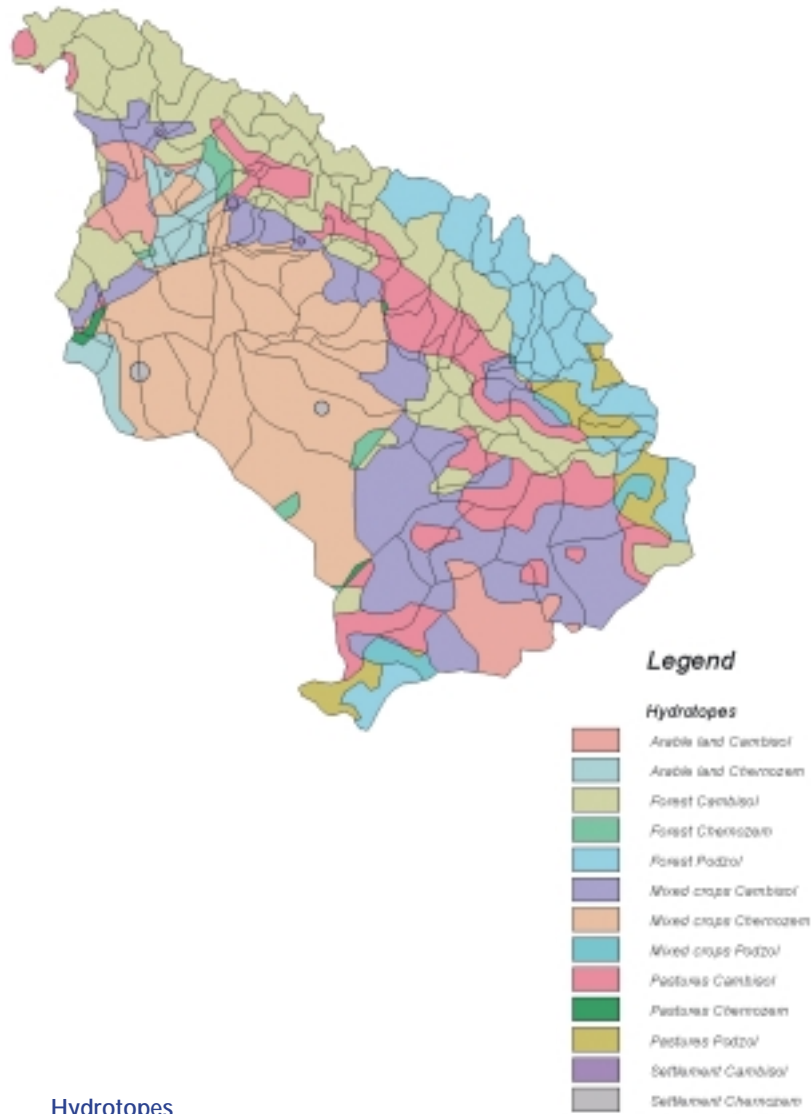 Legend
Hydrotopes
Arable land Cambisol
Arable land Chernozem
Forest Cambisol
Forest Chernozem
Forest Podzol
Mixed crops Cambisol
Mixed crops Chernozem
Mixed crops Podzol
Pastures Cambisol
Pastures Chernozem
Pastures Podzol
Settlement Cambisol
Settlement Chernozem
Hydrotopes